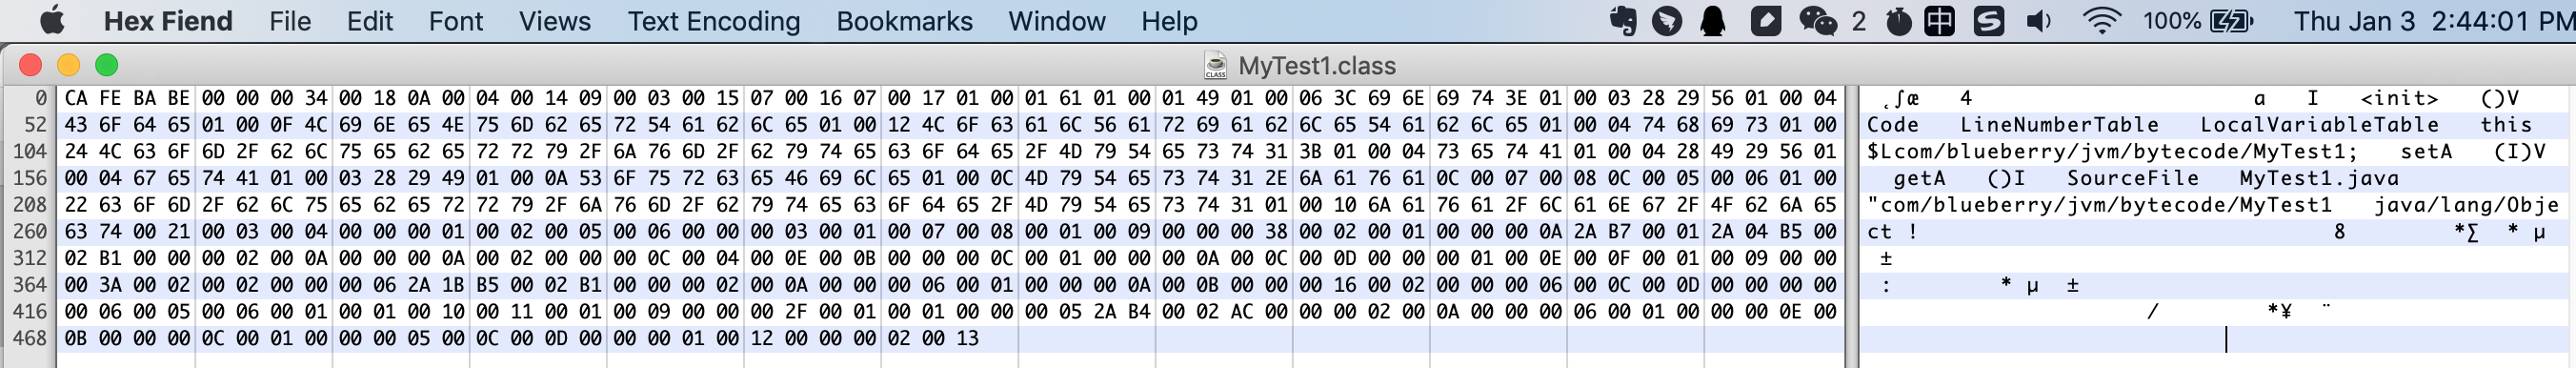 Hex Fiend File Edit Font Views Text Encoding Bookmarks Window Help 2 中 S 100% Thu Jan 3 2:44:01 PM
MyTest1.class
0 CA FE BA BE 00 00 00 34 00 18 0A 00 04 00 14 09 00 03 00 15 07 00 16 07 00 17 01 00 01 61 01 00 01 49 01 00 06 3C 69 6E 69 74 3E 01 00 03 28 29 56 01 00 04 ˛ʃæ 4 a I <init> ()V
52 43 6F 64 65 01 00 0F 4C 69 6E 65 4E 75 6D 62 65 72 54 61 62 6C 65 01 00 12 4C 6F 63 61 6C 56 61 72 69 61 62 6C 65 54 61 62 6C 65 01 00 04 74 68 69 73 01 00 Code LineNumberTable LocalVariableTable this
104 24 4C 63 6F 6D 2F 62 6C 75 65 62 65 72 72 79 2F 6A 76 6D 2F 62 79 74 65 63 6F 64 65 2F 4D 79 54 65 73 74 31 3B 01 00 04 73 65 74 41 01 00 04 28 49 29 56 01 $Lcom/blueberry/jvm/bytecode/MyTest1; setA (I)V
156 00 04 67 65 74 41 01 00 03 28 29 49 01 00 0A 53 6F 75 72 63 65 46 69 6C 65 01 00 0C 4D 79 54 65 73 74 31 2E 6A 61 76 61 0C 00 07 00 08 0C 00 05 00 06 01 00 getA ()I SourceFile MyTest1.java
208 22 63 6F 6D 2F 62 6C 75 65 62 65 72 72 79 2F 6A 76 6D 2F 62 79 74 65 63 6F 64 65 2F 4D 79 54 65 73 74 31 01 00 10 6A 61 76 61 2F 6C 61 6E 67 2F 4F 62 6A 65 "com/blueberry/jvm/bytecode/MyTest1 java/lang/Obje
260 63 74 00 21 00 03 00 04 00 00 00 01 00 02 00 05 00 06 00 00 00 03 00 01 00 07 00 08 00 01 00 09 00 00 00 38 00 02 00 01 00 00 00 0A 2A B7 00 01 2A 04 B5 00 ct ! 8 *∑ * µ
312 02 B1 00 00 00 02 00 0A 00 00 00 0A 00 02 00 00 00 0C 00 04 00 0E 00 0B 00 00 00 0C 00 01 00 00 00 0A 00 0C 00 0D 00 00 00 01 00 0E 00 0F 00 01 00 09 00 00 ±
364 00 3A 00 02 00 02 00 00 00 06 2A 1B B5 00 02 B1 00 00 00 02 00 0A 00 00 00 06 00 01 00 00 00 0A 00 0B 00 00 00 16 00 02 00 00 00 06 00 0C 00 0D 00 00 00 00 : * µ ±
416 00 06 00 05 00 06 00 01 00 01 00 10 00 11 00 01 00 09 00 00 00 2F 00 01 00 01 00 00 00 05 2A B4 00 02 AC 00 00 00 02 00 0A 00 00 00 06 00 01 00 00 00 0E 00 / *¥ ¨
468 0B 00 00 00 0C 00 01 00 00 00 05 00 0C 00 0D 00 00 00 01 00 12 00 00 00 02 00 13